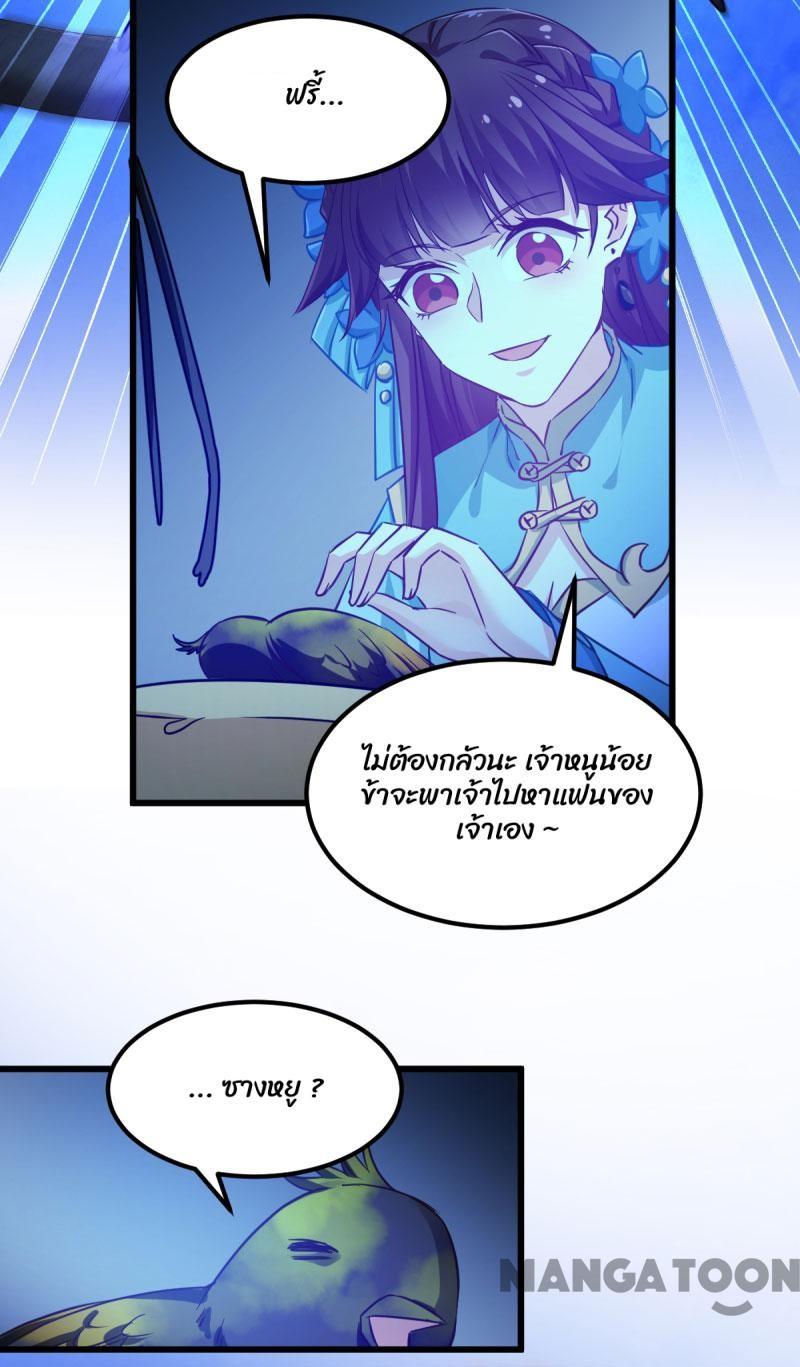 ฟรี้...
ไม่ต้องกลัวนะ เจ้าหนูน้อย
ข้าจะพาเจ้าไปหาแฟนของ
เจ้าเอง ~
... ซางหยู ?
MANGA TOON